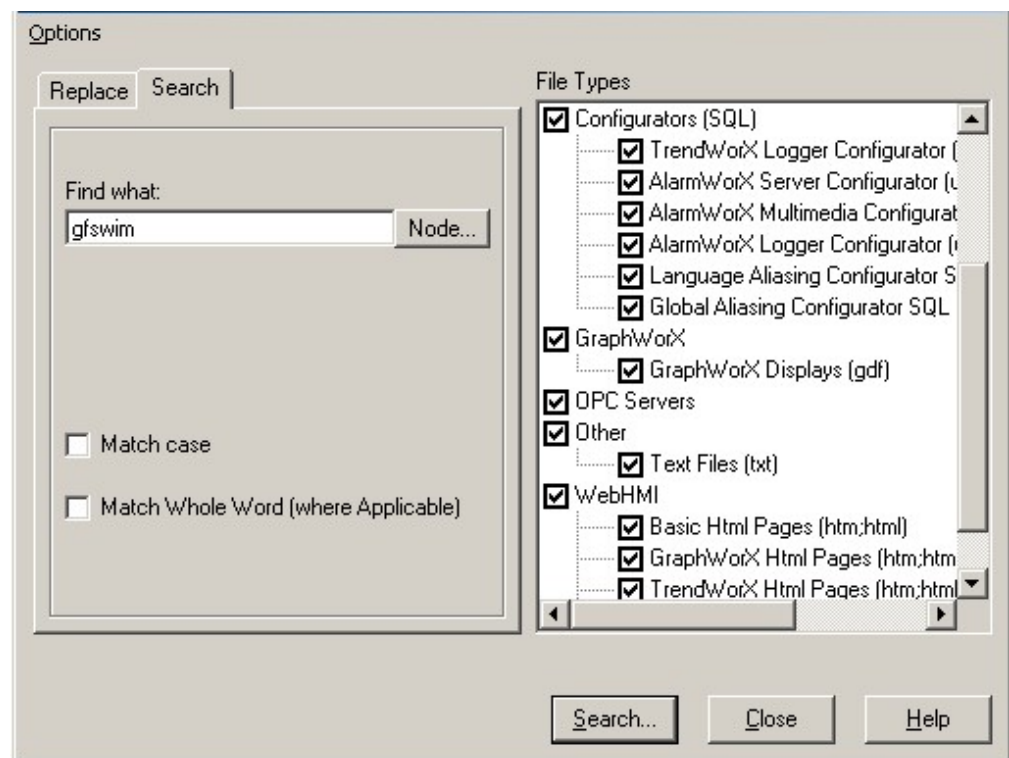 Options
Replace Search
Find what:
gfswim Node...
Match case
Match Whole Word (where Applicable)
File Types
Configurators (SQL)
TrendWorX Logger Configurator (
AlarmWorX Server Configurator (u
AlarmWorX Multimedia Configurat
AlarmWorX Logger Configurator (u
Language Aliasing Configurator S
Global Aliasing Configurator SQL
GraphWorX
GraphWorX Displays (gdf)
OPC Servers
Other
Text Files (txt)
WebHMI
Basic Html Pages (htm;html)
GraphWorX Html Pages (htm;htm
TrendWorX Html Pages (htm;html
Search... Close Help